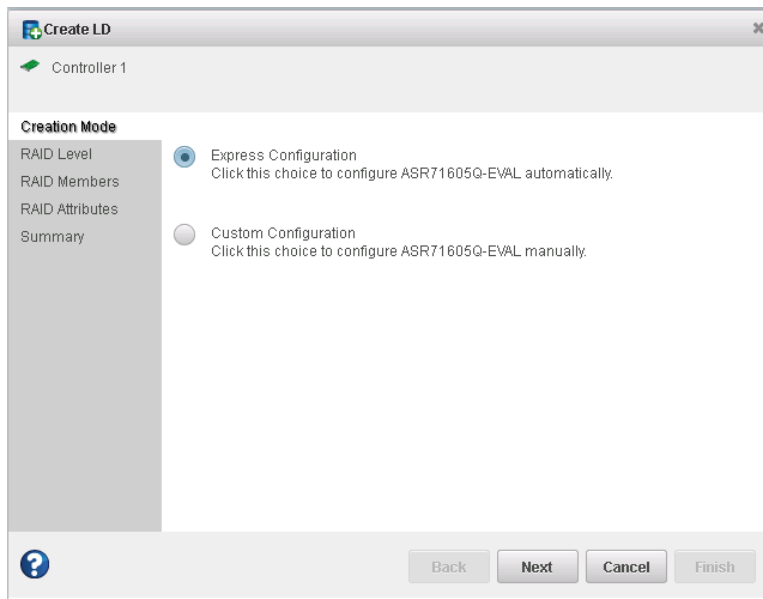 Create LD
Controller 1
Creation Mode
RAID Level
RAID Members
RAID Attributes
Summary
Express Configuration
Click this choice to configure ASR71605Q-EVAL automatically.
Custom Configuration
Click this choice to configure ASR71605Q-EVAL manually.
?
Back
Next
Cancel
Finish